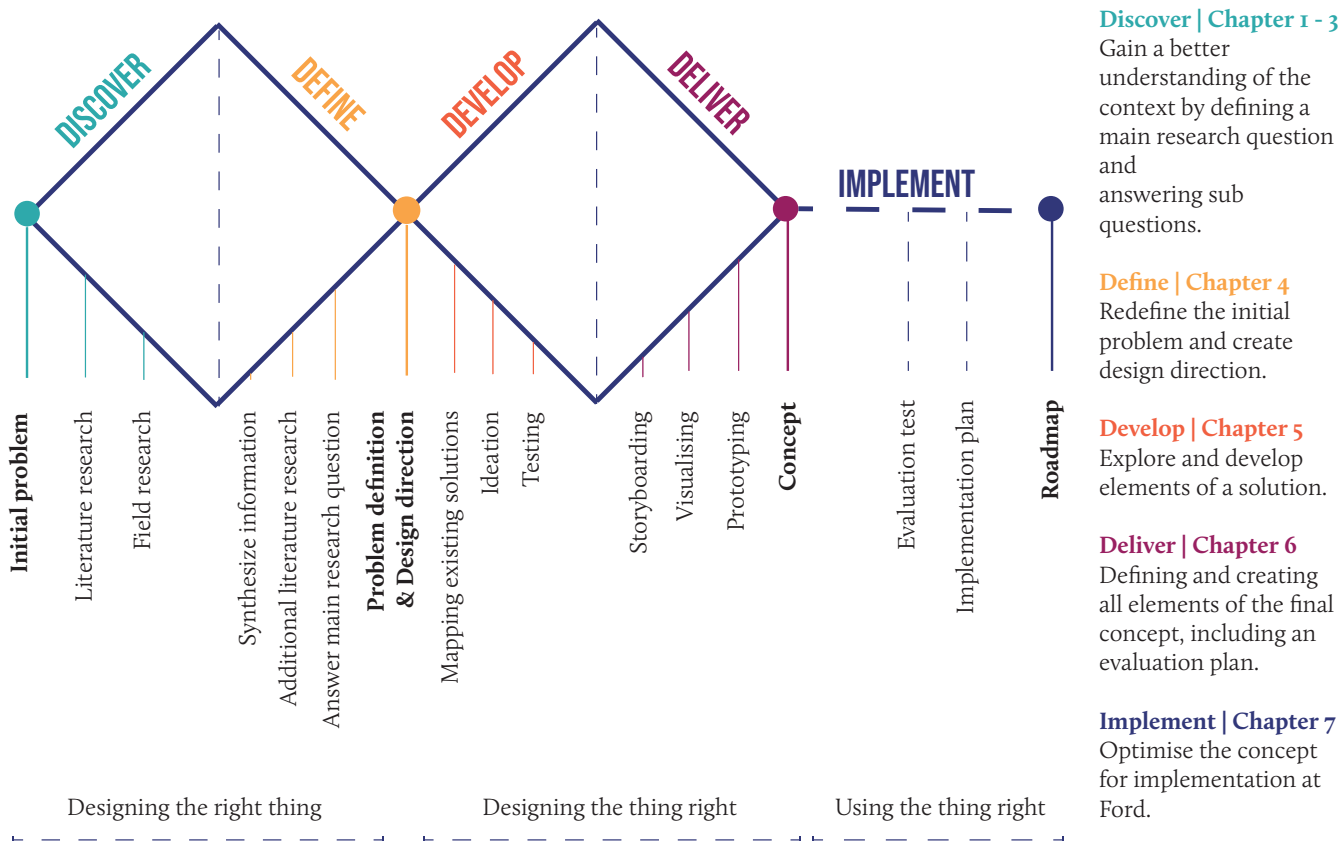 DISCOVER
DEFINE
DEVELOP
DELIVER
IMPLEMENT
Initial problem
Literature research
Field research
Synthesize information
Additional literature research
Answer main research question
Problem definition
& Design direction
Mapping existing solutions
Ideation
Testing
Storyboarding
Visualising
Prototyping
Concept
Evaluation test
Implementation plan
Roadmap
Designing the right thing
Designing the thing right
Using the thing right
Discover | Chapter 1 - 3
Gain a better
understanding of the
context by defining a
main research question
and
answering sub
questions.
Define | Chapter 4
Redefine the initial
problem and create
design direction.
Develop | Chapter 5
Explore and develop
elements of a solution.
Deliver | Chapter 6
Defining and creating
all elements of the final
concept, including an
evaluation plan.
Implement | Chapter 7
Optimise the concept
for implementation at
Ford.